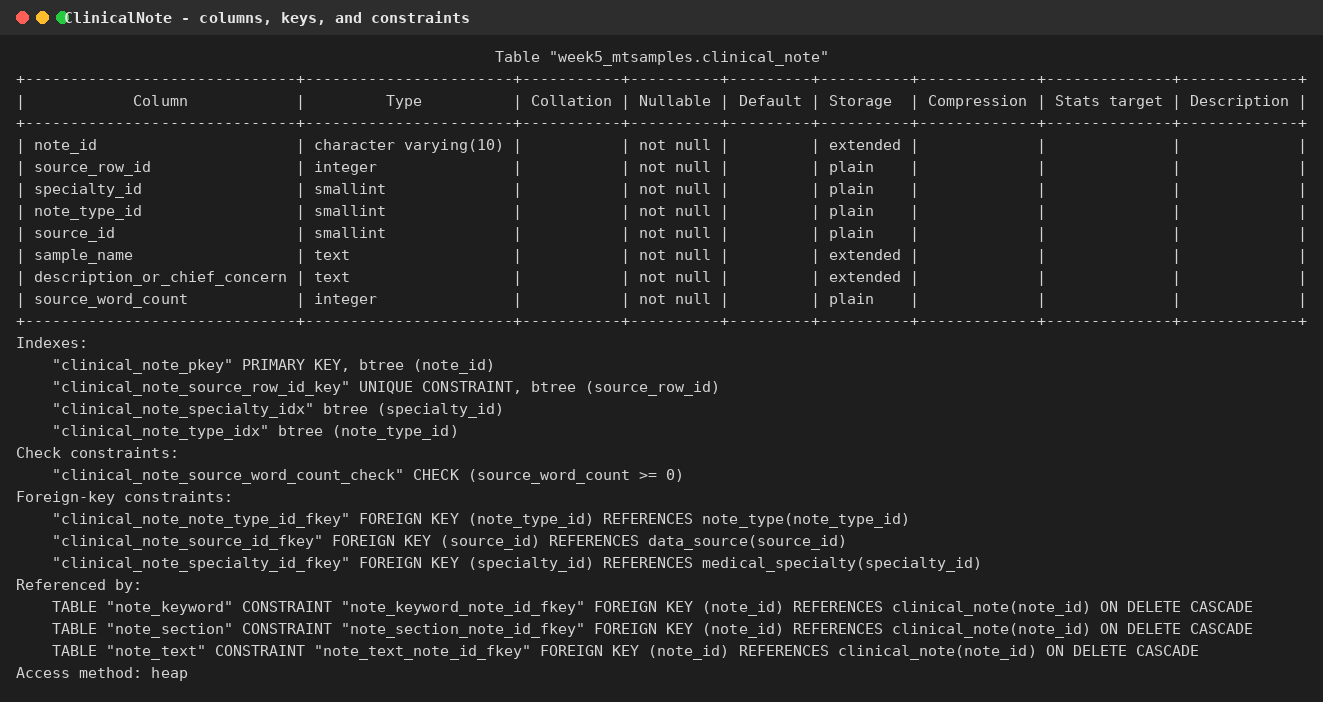 ClinicalNote - columns, keys, and constraints
Table "week5_mtsamples.clinical_note"
+------------------------------+-----------------------+-----------+----------+---------+----------+-------------+--------------+-------------+
|            Column            |         Type          | Collation | Nullable | Default | Storage  | Compression | Stats target | Description |
+------------------------------+-----------------------+-----------+----------+---------+----------+-------------+--------------+-------------+
| note_id                      | character varying(10) |           | not null |         | extended |             |              |             |
| source_row_id                | integer               |           | not null |         | plain    |             |              |             |
| specialty_id                 | smallint              |           | not null |         | plain    |             |              |             |
| note_type_id                 | smallint              |           | not null |         | plain    |             |              |             |
| source_id                    | smallint              |           | not null |         | plain    |             |              |             |
| sample_name                  | text                  |           | not null |         | extended |             |              |             |
| description_or_chief_concern | text                  |           | not null |         | extended |             |              |             |
| source_word_count            | integer               |           | not null |         | plain    |             |              |             |
+------------------------------+-----------------------+-----------+----------+---------+----------+-------------+--------------+-------------+
Indexes:
    "clinical_note_pkey" PRIMARY KEY, btree (note_id)
    "clinical_note_source_row_id_key" UNIQUE CONSTRAINT, btree (source_row_id)
    "clinical_note_specialty_idx" btree (specialty_id)
    "clinical_note_type_idx" btree (note_type_id)
Check constraints:
    "clinical_note_source_word_count_check" CHECK (source_word_count >= 0)
Foreign-key constraints:
    "clinical_note_note_type_id_fkey" FOREIGN KEY (note_type_id) REFERENCES note_type(note_type_id)
    "clinical_note_source_id_fkey" FOREIGN KEY (source_id) REFERENCES data_source(source_id)
    "clinical_note_specialty_id_fkey" FOREIGN KEY (specialty_id) REFERENCES medical_specialty(specialty_id)
Referenced by:
    TABLE "note_keyword" CONSTRAINT "note_keyword_note_id_fkey" FOREIGN KEY (note_id) REFERENCES clinical_note(note_id) ON DELETE CASCADE
    TABLE "note_section" CONSTRAINT "note_section_note_id_fkey" FOREIGN KEY (note_id) REFERENCES clinical_note(note_id) ON DELETE CASCADE
    TABLE "note_text" CONSTRAINT "note_text_note_id_fkey" FOREIGN KEY (note_id) REFERENCES clinical_note(note_id) ON DELETE CASCADE
Access method: heap